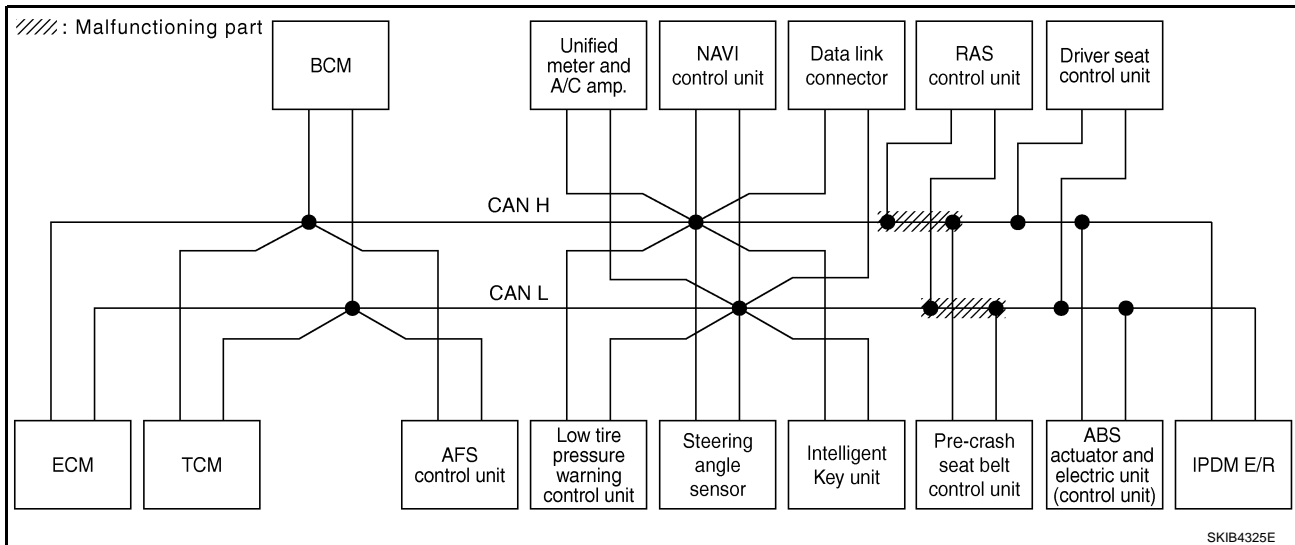 : Malfunctioning part
BCM
Unified
meter and
A/C amp.
NAVI
control unit
Data link
connector
RAS
control unit
Driver seat
control unit
CAN H
CAN L
ECM
TCM
AFS
control unit
Low tire
pressure
warning
control unit
Steering
angle
sensor
Intelligent
Key unit
Pre-crash
seat belt
control unit
ABS
actuator and
electric unit
(control unit)
IPDM E/R
SKIB4325E